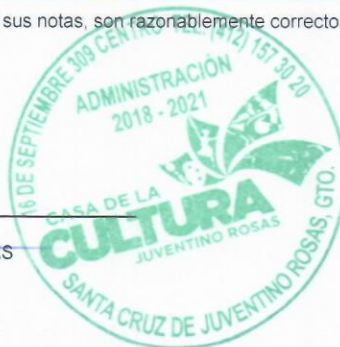 sus notas, son razonablemente correcto
16 DE SEPTIEMBRE 309 CENTRO TEL. (412) 157 30 20
ADMINISTRACIÓN
2018 - 2021
CASA DE LA
CULTURA
JUVENTINO ROSAS
S
SANTA CRUZ DE JUVENTINO ROSAS, GTO.